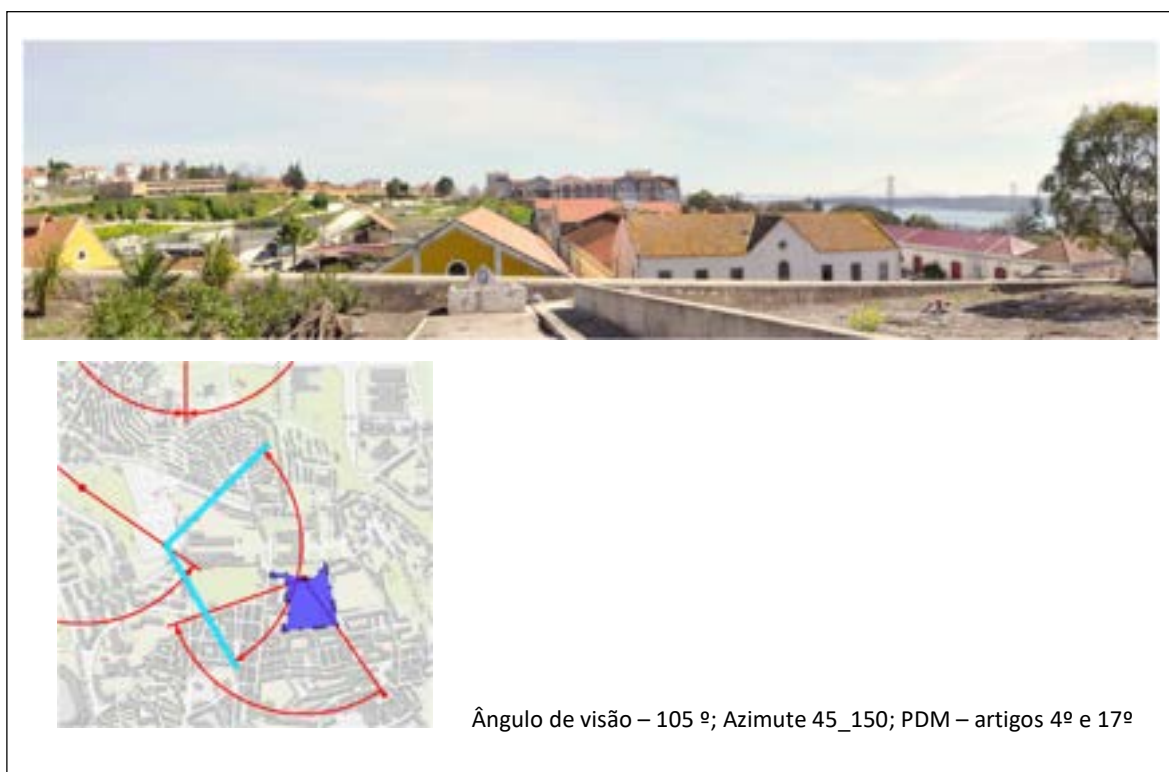 Ângulo de visão – 105 º; Azimute 45_150; PDM – artigos 4º e 17º